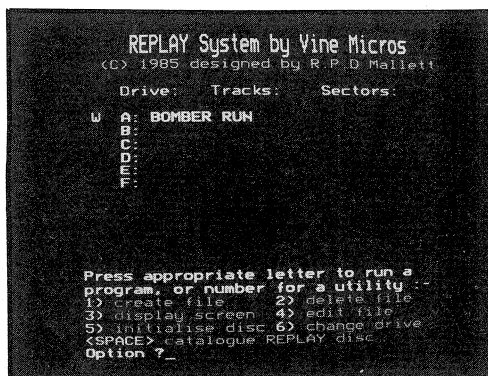 REPLAY System by Vine Micros
(C) 1985 designed by R.P.D Mallett
Drive: Tracks: Sectors:
W A: BOMBER RUN
B:
C:
D:
E:
F:
Press appropriate letter to run a
program, or number for a utility :-
1) create file 2) delete file
3) display screen 4) edit file
5) initialise disc 6) change drive
<SPACE> catalogue REPLAY disc
Option ?_